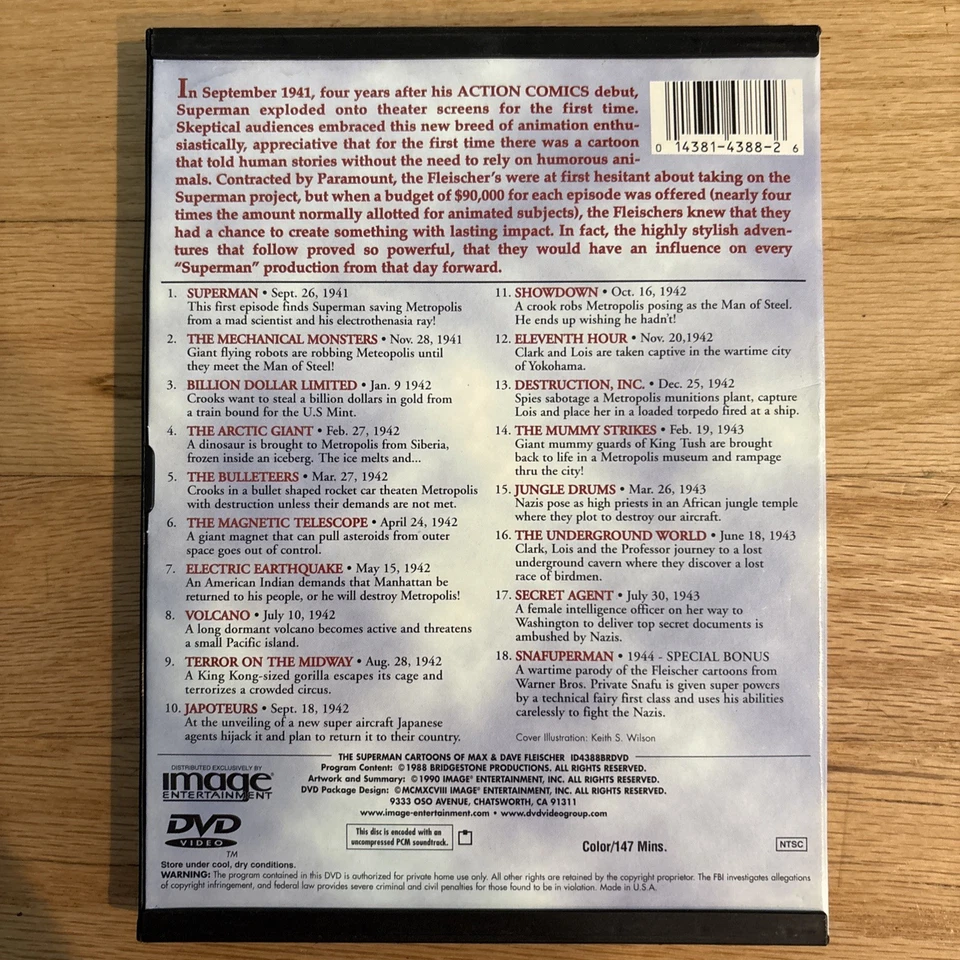 In September 1941, four years after his ACTION COMICS debut,
Superman exploded onto theater screens for the first time.
Skeptical audiences embraced this new breed of animation enthu-
siastically, appreciative that for the first time there was a cartoon
that told human stories without the need to rely on humorous ani-
mals. Contracted by Paramount, the Fleischer's were at first hesitant about taking on the
Superman project, but when a budget of $90,000 for each episode was offered (nearly four
times the amount normally allotted for animated subjects), the Fleischers knew that they
had a chance to create something with lasting impact. In fact, the highly stylish adven-
tures that follow proved so powerful, that they would have an influence on every
"Superman" production from that day forward.
0 14381-4388-2 6
1. SUPERMAN • Sept. 26, 1941
This first episode finds Superman saving Metropolis
from a mad scientist and his electrothenasia ray!
2. THE MECHANICAL MONSTERS • Nov. 28, 1941
Giant flying robots are robbing Meteopolis until
they meet the Man of Steel!
3. BILLION DOLLAR LIMITED • Jan. 9 1942
Crooks want to steal a billion dollars in gold from
a train bound for the U.S Mint.
4. THE ARCTIC GIANT • Feb. 27, 1942
A dinosaur is brought to Metropolis from Siberia,
frozen inside an iceberg. The ice melts and...
5. THE BULLETEERS • Mar. 27, 1942
Crooks in a bullet shaped rocket car theaten Metropolis
with destruction unless their demands are not met.
6. THE MAGNETIC TELESCOPE • April 24, 1942
A giant magnet that can pull asteroids from outer
space goes out of control.
7. ELECTRIC EARTHQUAKE • May 15, 1942
An American Indian demands that Manhattan be
returned to his people, or he will destroy Metropolis!
8. VOLCANO • July 10, 1942
A long dormant volcano becomes active and threatens
a small Pacific island.
9. TERROR ON THE MIDWAY • Aug. 28, 1942
A King Kong-sized gorilla escapes its cage and
terrorizes a crowded circus.
10. JAPOTEURS • Sept. 18, 1942
At the unveiling of a new super aircraft Japanese
agents hijack it and plan to return it to their country.
11. SHOWDOWN • Oct. 16, 1942
A crook robs Metropolis posing as the Man of Steel.
He ends up wishing he hadn't!
12. ELEVENTH HOUR • Nov. 20,1942
Clark and Lois are taken captive in the wartime city
of Yokohama.
13. DESTRUCTION, INC. • Dec. 25, 1942
Spies sabotage a Metropolis munitions plant, capture
Lois and place her in a loaded torpedo fired at a ship.
14. THE MUMMY STRIKES • Feb. 19, 1943
Giant mummy guards of King Tush are brought
back to life in a Metropolis museum and rampage
thru the city!
15. JUNGLE DRUMS • Mar. 26, 1943
Nazis pose as high priests in an African jungle temple
where they plot to destroy our aircraft.
16. THE UNDERGROUND WORLD • June 18, 1943
Clark, Lois and the Professor journey to a lost
underground cavern where they discover a lost
race of birdmen.
17. SECRET AGENT • July 30, 1943
A female intelligence officer on her way to
Washington to deliver top secret documents is
ambushed by Nazis.
18. SNAFUPERMAN • 1944 - SPECIAL BONUS
A wartime parody of the Fleischer cartoons from
Warner Bros. Private Snafu is given super powers
by a technical fairy first class and uses his abilities
carelessly to fight the Nazis.
Cover Illustration: Keith S. Wilson
DISTRIBUTED EXCLUSIVELY BY
image
ENTERTAINMENT
THE SUPERMAN CARTOONS OF MAX & DAVE FLEISCHER ID4388BRDVD
Program Content: ©1988 BRIDGESTONE PRODUCTIONS. ALL RIGHTS RESERVED.
Artwork and Summary: ©1990 IMAGE® ENTERTAINMENT, INC. ALL RIGHTS RESERVED.
DVD Package Design: ©MCMXCVIII IMAGE® ENTERTAINMENT, INC. ALL RIGHTS RESERVED.
9333 OSO AVENUE, CHATSWORTH, CA 91311
www.image-entertainment.com • www.dvdvideogroup.com
DVD
VIDEO
TM
This disc is encoded with an
uncompressed PCM soundtrack.
Color/147 Mins.
NTSC
Store under cool, dry conditions.
WARNING: The program contained in this DVD is authorized for private home use only. All other rights are retained by the copyright proprietor. The FBI investigates allegations
of copyright infringement, and federal law provides severe criminal and civil penalties for those found to be in violation. Made in U.S.A.